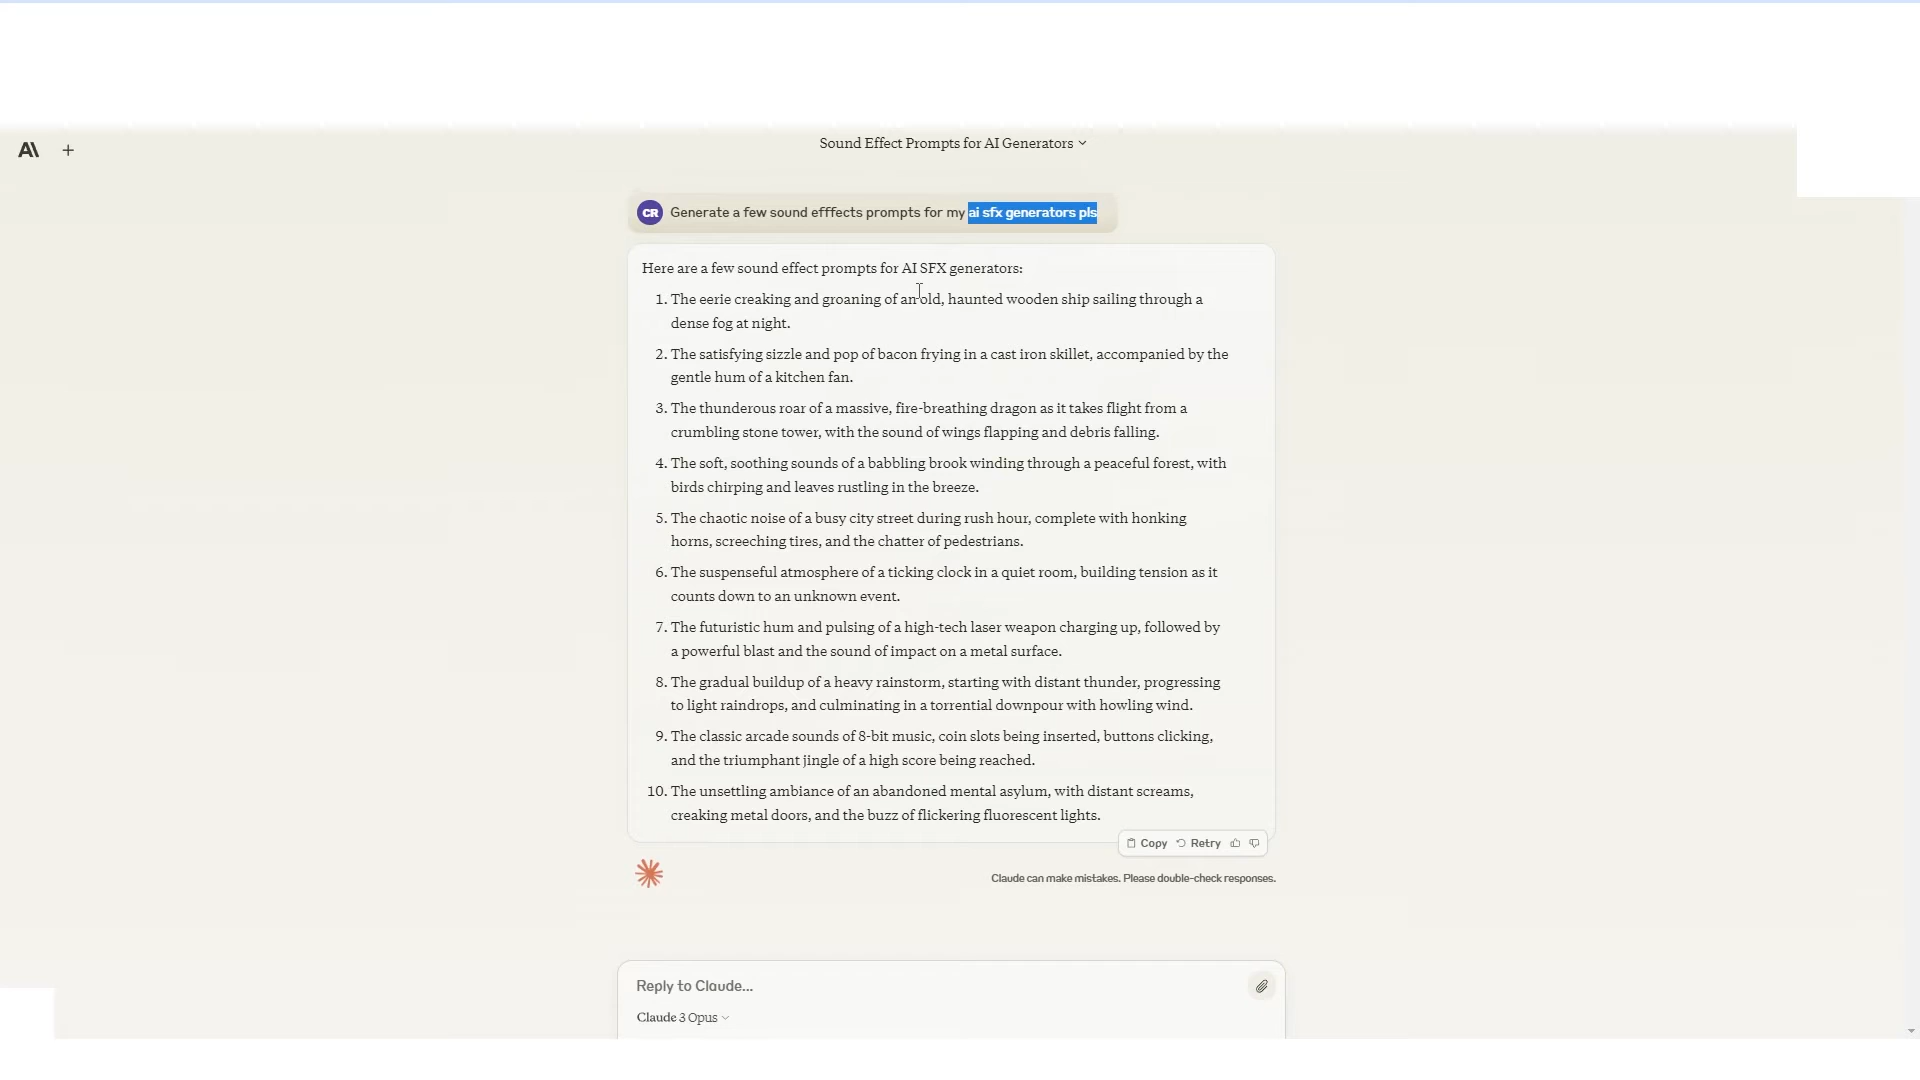 Sound Effect Prompts for AI Generators
CR Generate a few sound efffects prompts for my ai sfx generators pls
Here are a few sound effect prompts for AI SFX generators:
1. The eerie creaking and groaning of an old, haunted wooden ship sailing through a
dense fog at night.
2. The satisfying sizzle and pop of bacon frying in a cast iron skillet, accompanied by the
gentle hum of a kitchen fan.
3. The thunderous roar of a massive, fire-breathing dragon as it takes flight from a
crumbling stone tower, with the sound of wings flapping and debris falling.
4. The soft, soothing sounds of a babbling brook winding through a peaceful forest, with
birds chirping and leaves rustling in the breeze.
5. The chaotic noise of a busy city street during rush hour, complete with honking
horns, screeching tires, and the chatter of pedestrians.
6. The suspenseful atmosphere of a ticking clock in a quiet room, building tension as it
counts down to an unknown event.
7. The futuristic hum and pulsing of a high-tech laser weapon charging up, followed by
a powerful blast and the sound of impact on a metal surface.
8. The gradual buildup of a heavy rainstorm, starting with distant thunder, progressing
to light raindrops, and culminating in a torrential downpour with howling wind.
9. The classic arcade sounds of 8-bit music, coin slots being inserted, buttons clicking,
and the triumphant jingle of a high score being reached.
10. The unsettling ambiance of an abandoned mental asylum, with distant screams,
creaking metal doors, and the buzz of flickering fluorescent lights.
Copy Retry
Claude can make mistakes. Please double-check responses.
Reply to Claude...
Claude 3 Opus